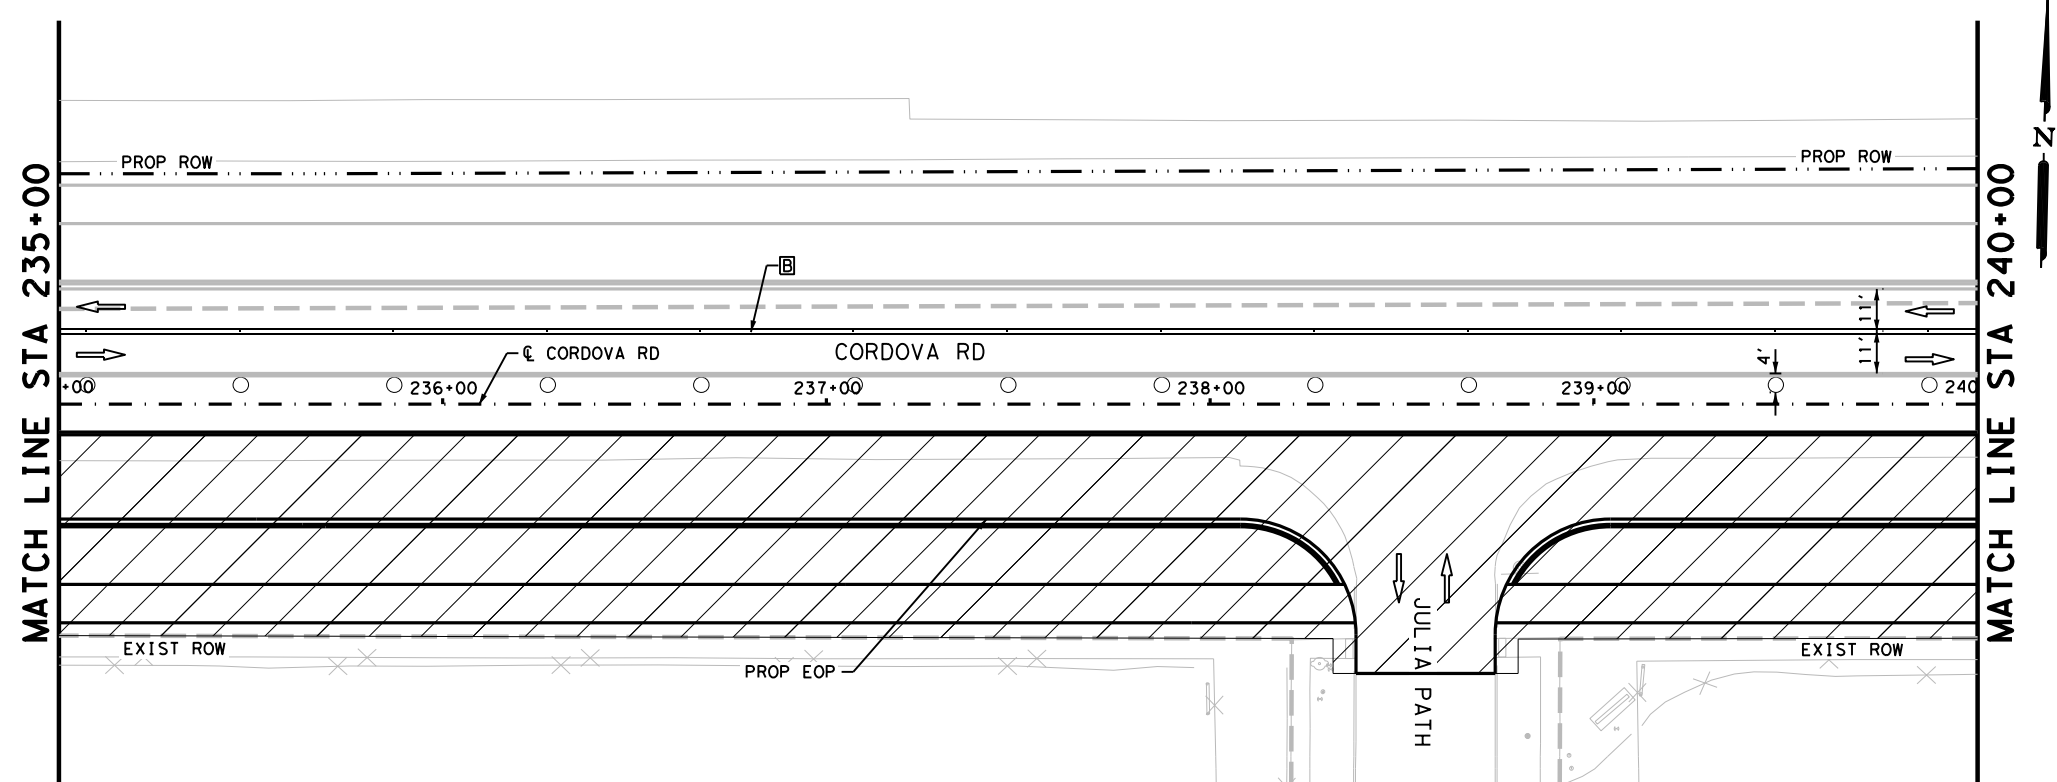 N
PROP ROW
PROP ROW
MATCH LINE STA 235+00
MATCH LINE STA 240+00
B
11'
11'
4'
℄ CORDOVA RD
CORDOVA RD
+00
236+00
237+00
238+00
239+00
240
JULIA PATH
EXIST ROW
EXIST ROW
PROP EOP